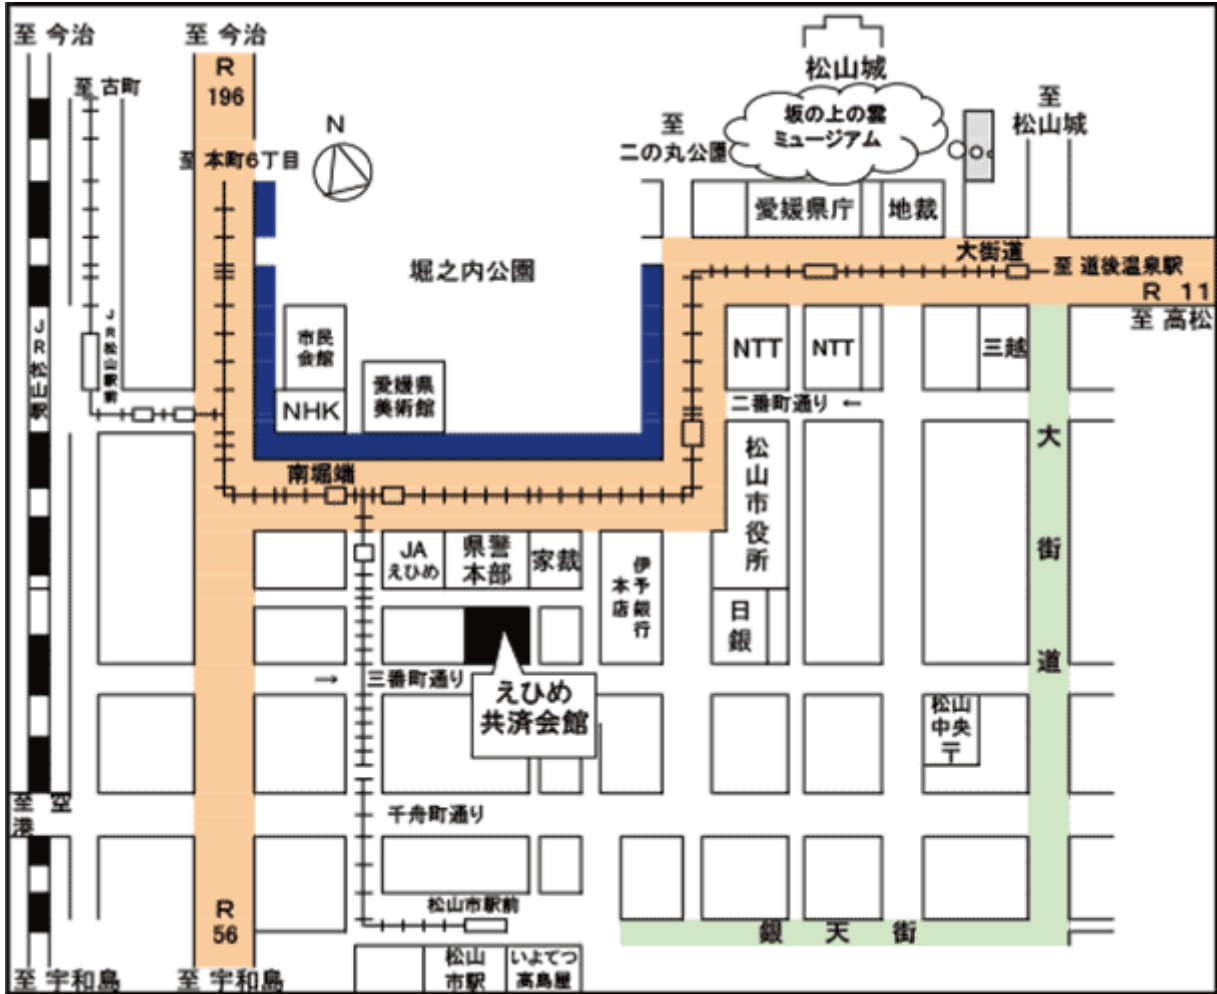 至 今治
至 今治
R
196
至 古町
至 本町6丁目
N
松山城
坂の上の雲
ミュージアム
至
二の丸公園
至
松山城
愛媛県庁
地裁
大街道
至 道後温泉駅
R 11
至 高松
堀之内公園
市民
会館
NHK
愛媛県
美術館
JR松山駅
JR松山駅前
NTT
NTT
三越
二番町通り ←
南堀端
松山市役所
大街道
JA
えひめ
県警
本部
家裁
伊予銀行
本店
日銀
→ 三番町通り
えひめ
共済会館
松山
中央
〒
至 空
港
千舟町通り
R
56
松山市駅前
銀天街
至 宇和島
至 宇和島
松山
市駅
いよてつ
高島屋